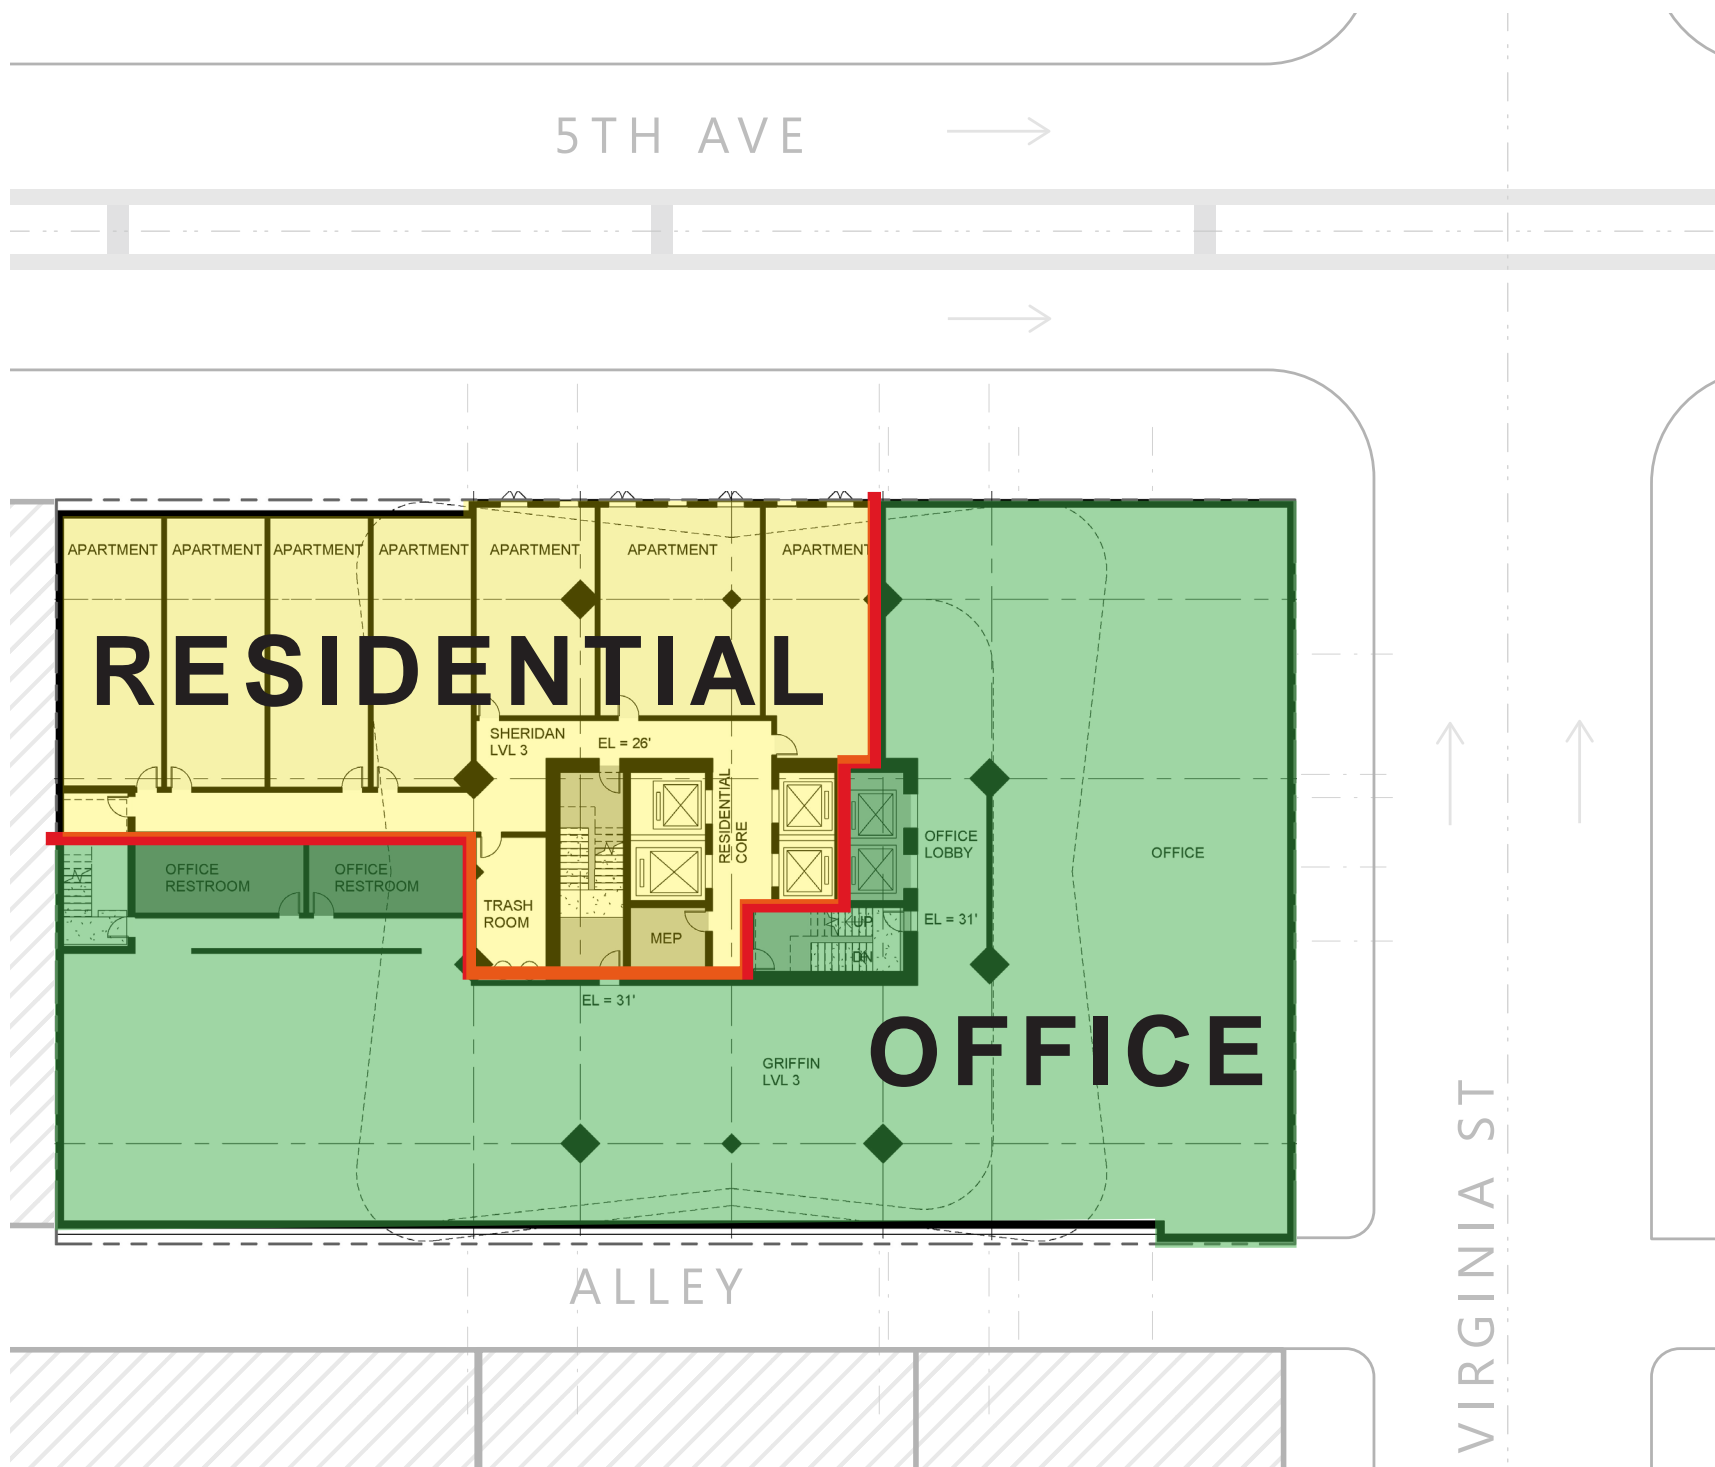 5TH AVE
APARTMENT
APARTMENT
APARTMENT
APARTMENT
APARTMENT
APARTMENT
APARTMENT
RESIDENTIAL
SHERIDAN
LVL 3
EL = 26'
RESIDENTIAL
CORE
OFFICE
LOBBY
OFFICE
OFFICE
RESTROOM
OFFICE
RESTROOM
TRASH
ROOM
MEP
UP
DN
EL = 31'
EL = 31'
GRIFFIN
LVL 3
OFFICE
ALLEY
VIRGINIA ST